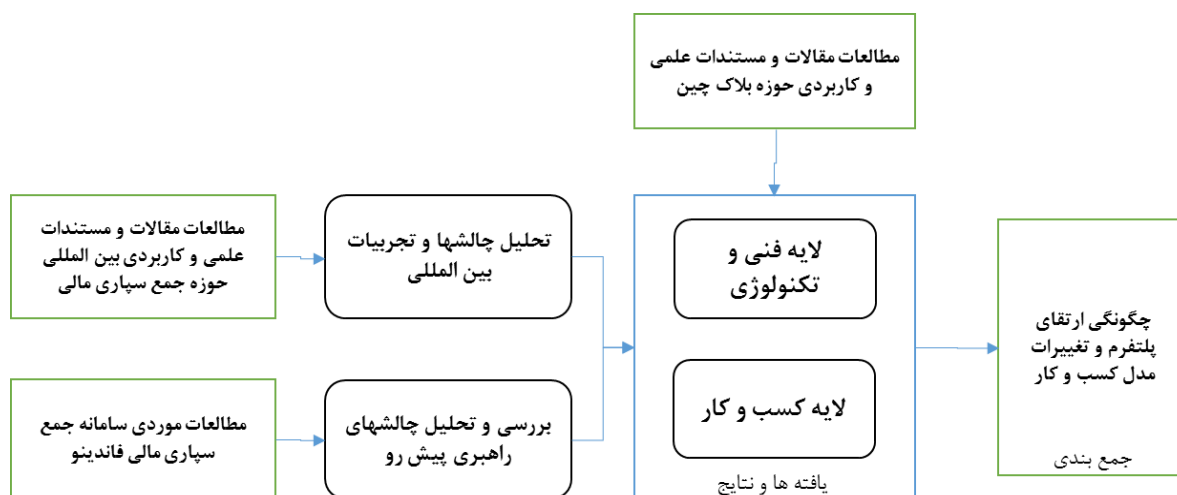 مطالعات مقالات و مستندات علمی
و کاربردی حوزه بلاک چین
مطالعات مقالات و مستندات
علمی و کاربردی بین المللی
حوزه جمع سپاری مالی
تحلیل چالشها و تجربیات
بین المللی
مطالعات موردی سامانه جمع
سپاری مالی فاندینو
بررسی و تحلیل چالشهای
راهبری پیش رو
لایه فنی و
تکنولوژی
لایه کسب و کار
یافته ها و نتایج
چگونگی ارتقای
پلتفرم و تغییرات
مدل کسب و کار
جمع بندی